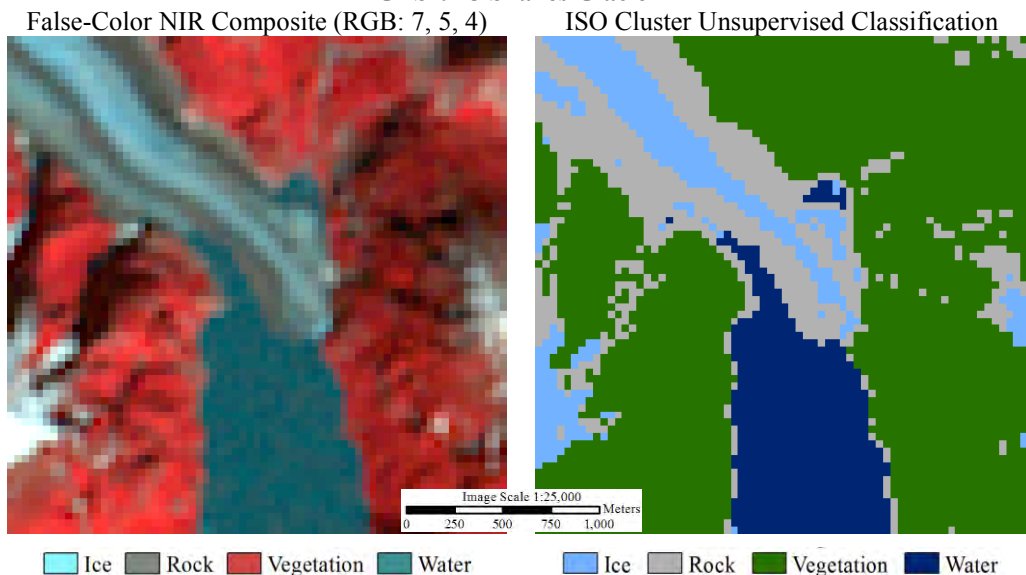 False-Color NIR Composite (RGB: 7, 5, 4)
ISO Cluster Unsupervised Classification
Image Scale 1:25,000
Meters
0 250 500 750 1,000
Ice Rock Vegetation Water
Ice Rock Vegetation Water